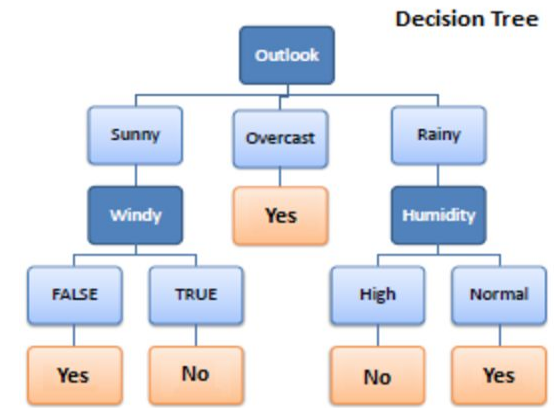 Decision Tree
Outlook
Sunny
Overcast
Rainy
Windy
Yes
Humidity
FALSE
TRUE
High
Normal
Yes
No
No
Yes